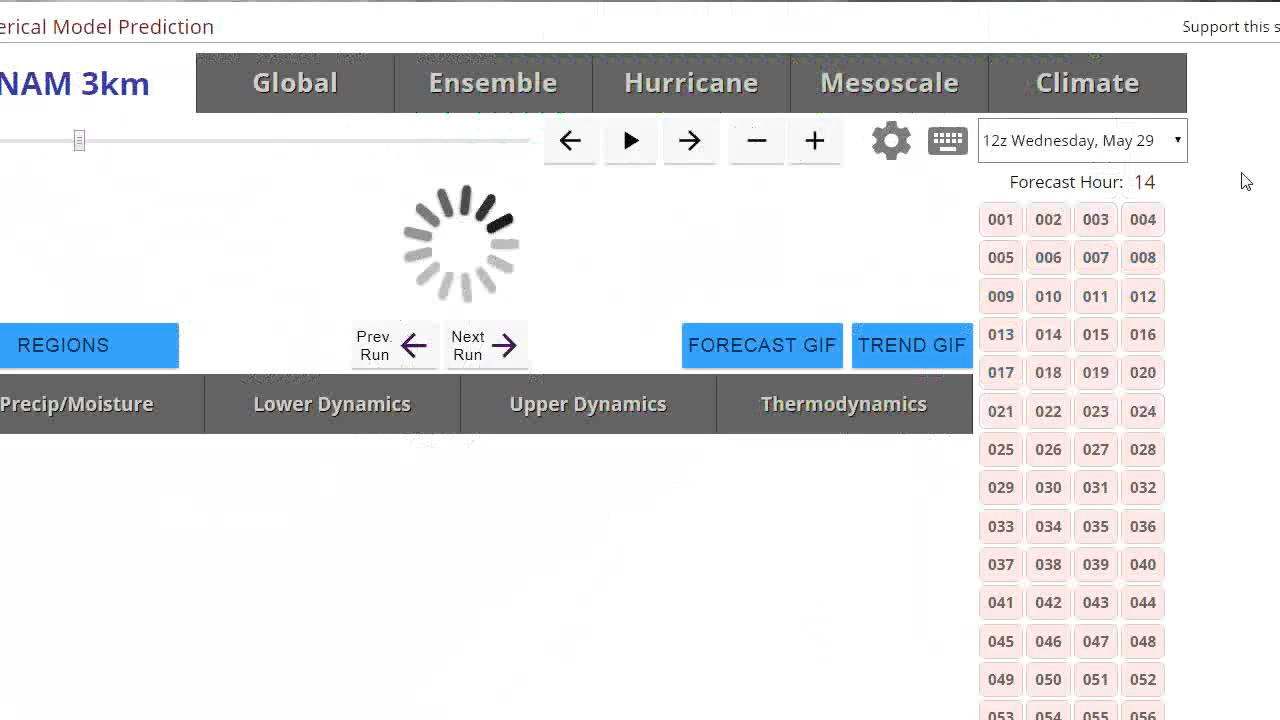 erical Model Prediction
Support this s
NAM 3km
Global Ensemble Hurricane Mesoscale Climate
12z Wednesday, May 29
Forecast Hour: 14
001 002 003 004
005 006 007 008
009 010 011 012
013 014 015 016
017 018 019 020
021 022 023 024
025 026 027 028
029 030 031 032
033 034 035 036
037 038 039 040
041 042 043 044
045 046 047 048
049 050 051 052
053 054 055 056
REGIONS
Prev. Run
Next Run
FORECAST GIF
TREND GIF
Precip/Moisture Lower Dynamics Upper Dynamics Thermodynamics